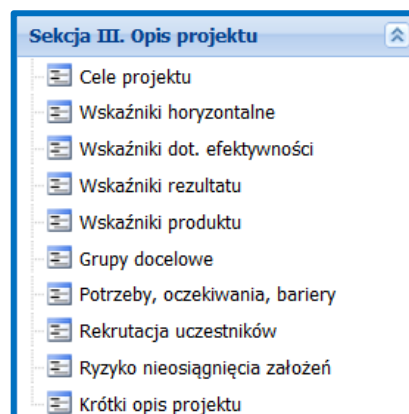 Sekcja III. Opis projektu
Cele projektu
Wskaźniki horyzontalne
Wskaźniki dot. efektywności
Wskaźniki rezultatu
Wskaźniki produktu
Grupy docelowe
Potrzeby, oczekiwania, bariery
Rekrutacja uczestników
Ryzyko nieosiągnięcia założeń
Krótki opis projektu